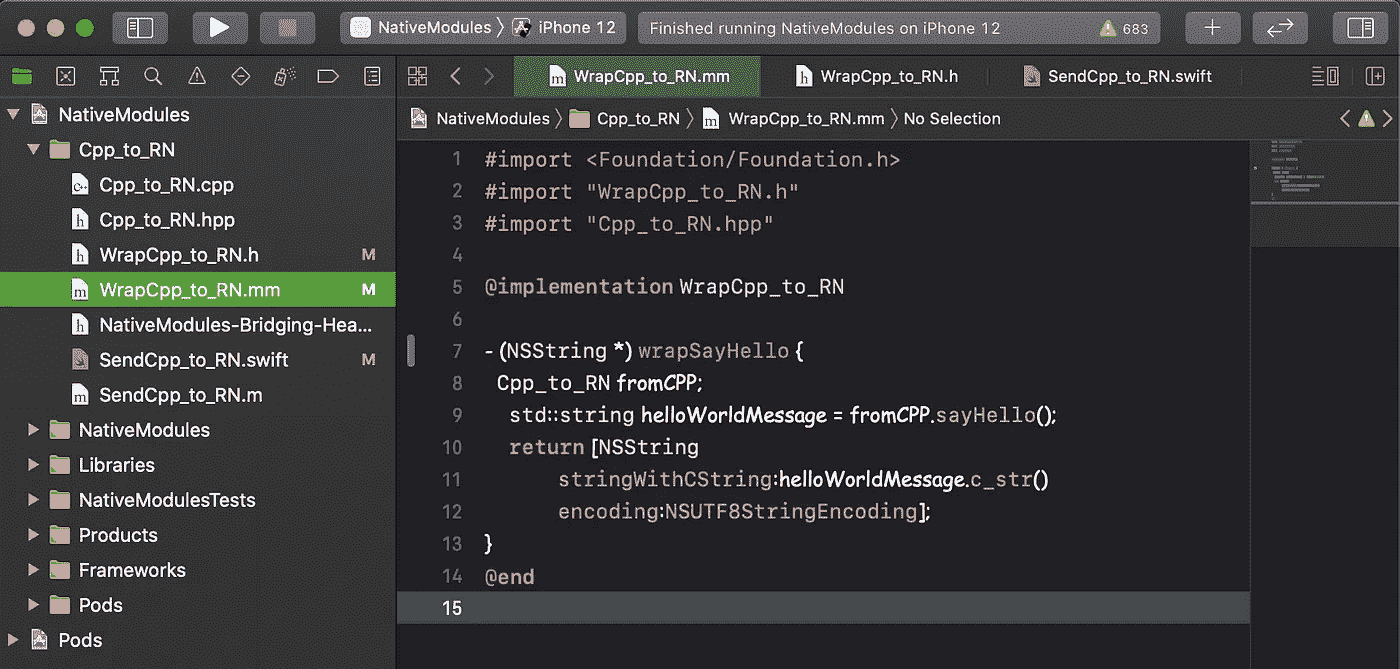 NativeModules 〉 iPhone 12
Finished running NativeModules on iPhone 12
683
WrapCpp_to_RN.mm
WrapCpp_to_RN.h
SendCpp_to_RN.swift
NativeModules 〉 Cpp_to_RN 〉 WrapCpp_to_RN.mm 〉 No Selection
NativeModules
Cpp_to_RN
Cpp_to_RN.cpp
Cpp_to_RN.hpp
WrapCpp_to_RN.h M
WrapCpp_to_RN.mm M
NativeModules-Bridging-Hea...
SendCpp_to_RN.swift M
SendCpp_to_RN.m
NativeModules
Libraries
NativeModulesTests
Products
Frameworks
Pods
Pods
1 #import <Foundation/Foundation.h>
2 #import "WrapCpp_to_RN.h"
3 #import "Cpp_to_RN.hpp"
4
5 @implementation WrapCpp_to_RN
6
7 - (NSString *) wrapSayHello {
8 Cpp_to_RN fromCPP;
9 std::string helloWorldMessage = fromCPP.sayHello();
10 return [NSString
11 stringWithCString:helloWorldMessage.c_str()
12 encoding:NSUTF8StringEncoding];
13 }
14 @end
15